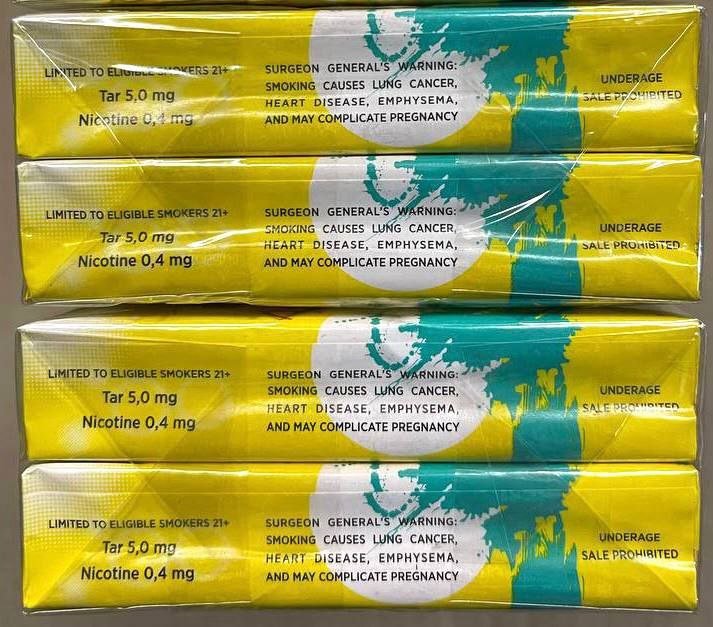 LIMITED TO ELIGIBLE SMOKERS 21+
Tar 5,0 mg
Nicotine 0,4 mg
SURGEON GENERAL'S WARNING:
SMOKING CAUSES LUNG CANCER,
HEART DISEASE, EMPHYSEMA,
AND MAY COMPLICATE PREGNANCY
UNDERAGE
SALE PROHIBITED
LIMITED TO ELIGIBLE SMOKERS 21+
Tar 5,0 mg
Nicotine 0,4 mg
SURGEON GENERAL'S WARNING:
SMOKING CAUSES LUNG CANCER,
HEART DISEASE, EMPHYSEMA,
AND MAY COMPLICATE PREGNANCY
UNDERAGE
SALE PROHIBITED
LIMITED TO ELIGIBLE SMOKERS 21+
Tar 5,0 mg
Nicotine 0,4 mg
SURGEON GENERAL'S WARNING:
SMOKING CAUSES LUNG CANCER,
HEART DISEASE, EMPHYSEMA,
AND MAY COMPLICATE PREGNANCY
UNDERAGE
SALE PROHIBITED
LIMITED TO ELIGIBLE SMOKERS 21+
Tar 5,0 mg
Nicotine 0,4 mg
SURGEON GENERAL'S WARNING:
SMOKING CAUSES LUNG CANCER,
HEART DISEASE, EMPHYSEMA,
AND MAY COMPLICATE PREGNANCY
UNDERAGE
SALE PROHIBITED